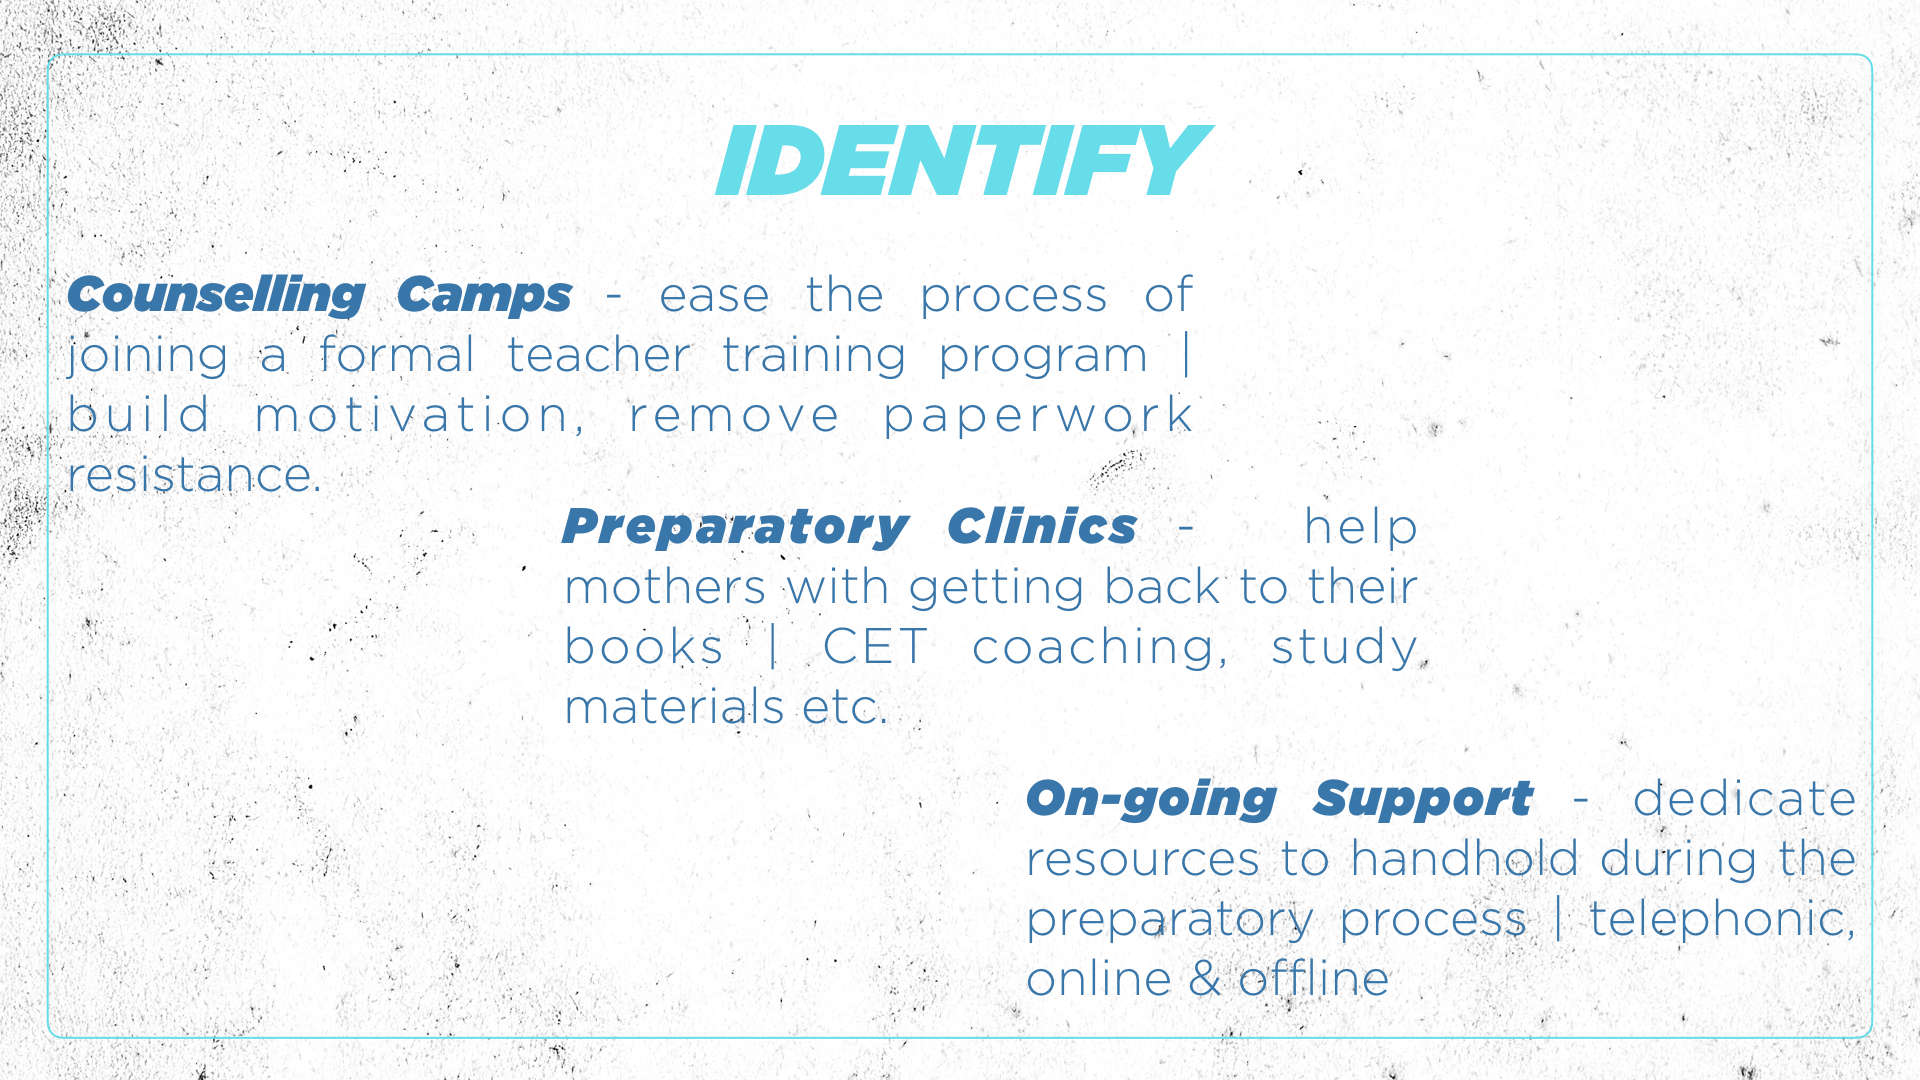 IDENTIFY
Counselling Camps - ease the process of
joining a formal teacher training program |
build motivation, remove paperwork
resistance.
Preparatory Clinics - help
mothers with getting back to their
books | CET coaching, study
materials etc.
On-going Support - dedicate
resources to handhold during the
preparatory process | telephonic,
online & offline